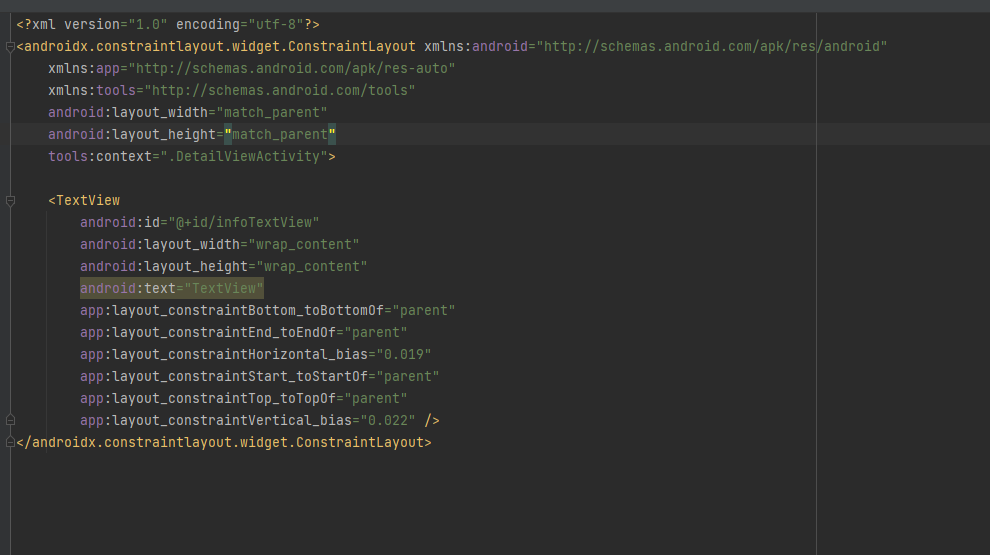 <?xml version="1.0" encoding="utf-8"?>
<androidx.constraintlayout.widget.ConstraintLayout xmlns:android="http://schemas.android.com/apk/res/android"
    xmlns:app="http://schemas.android.com/apk/res-auto"
    xmlns:tools="http://schemas.android.com/tools"
    android:layout_width="match_parent"
    android:layout_height="match_parent"
    tools:context=".DetailViewActivity">

    <TextView
        android:id="@+id/infoTextView"
        android:layout_width="wrap_content"
        android:layout_height="wrap_content"
        android:text="TextView"
        app:layout_constraintBottom_toBottomOf="parent"
        app:layout_constraintEnd_toEndOf="parent"
        app:layout_constraintHorizontal_bias="0.019"
        app:layout_constraintStart_toStartOf="parent"
        app:layout_constraintTop_toTopOf="parent"
        app:layout_constraintVertical_bias="0.022" />
</androidx.constraintlayout.widget.ConstraintLayout>